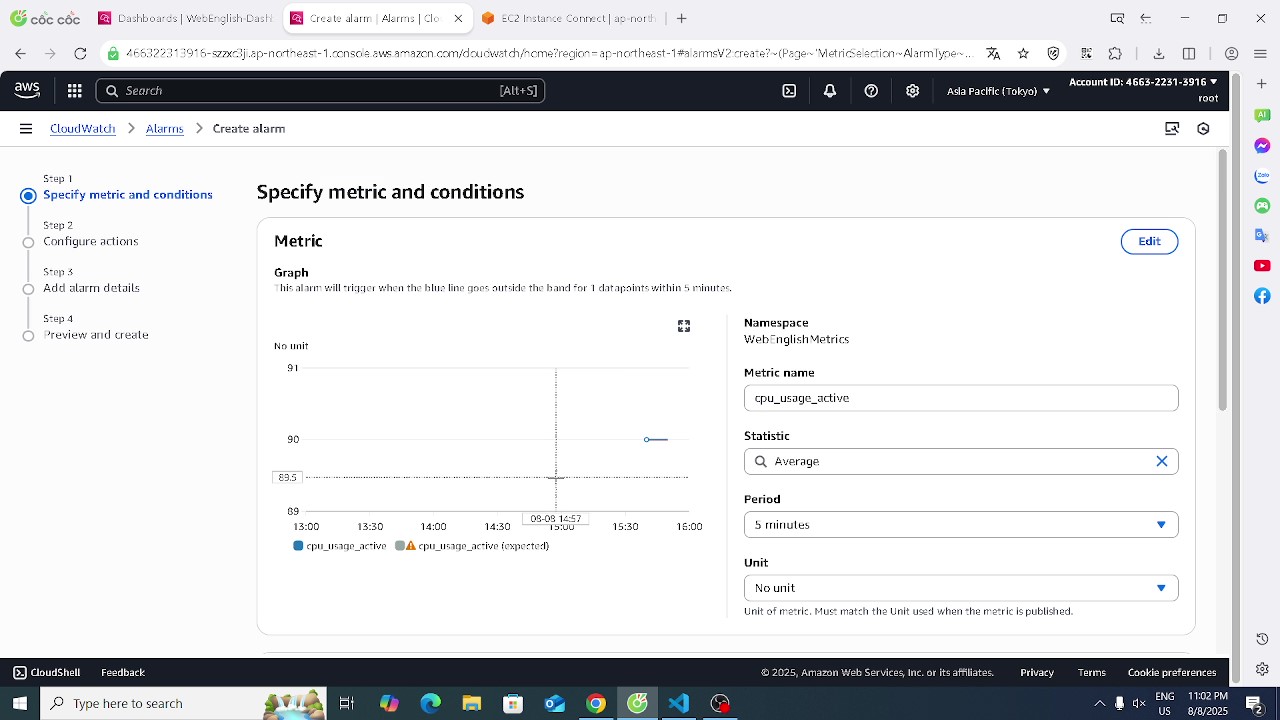 cốc cốc
Dashboards | WebEnglish-Dashl
Create alarm | Alarms | Clo
EC2 Instance Connect | ap-north
466322313916-szzxc3jl.ap-northeast-1.console.aws.amazon.com/cloudwatch/home?region=ap-northeast-1#alarmsV2:create?~(Page~'MetricSelection~AlarmType~...
aws
Search
[Alt+S]
Asia Pacific (Tokyo)
Account ID: 4663-2231-3916
root
CloudWatch
Alarms
Create alarm
Step 1
Specify metric and conditions
Step 2
Configure actions
Step 3
Add alarm details
Step 4
Preview and create
Specify metric and conditions
Metric
Edit
Graph
This alarm will trigger when the blue line goes outside the band for 1 datapoints within 5 minutes.
No unit
91
90
89.5
89
13:00
13:30
14:00
14:30
15:00
15:30
16:00
08-08 14:57
cpu_usage_active
cpu_usage_active (expected)
Namespace
WebEnglishMetrics
Metric name
cpu_usage_active
Statistic
Average
Period
5 minutes
Unit
No unit
Unit of metric. Must match the Unit used when the metric is published.
AI
Zalo
CloudShell
Feedback
© 2025, Amazon Web Services, Inc. or its affiliates.
Privacy
Terms
Cookie preferences
Type here to search
ENG
US
11:02 PM
8/8/2025
2